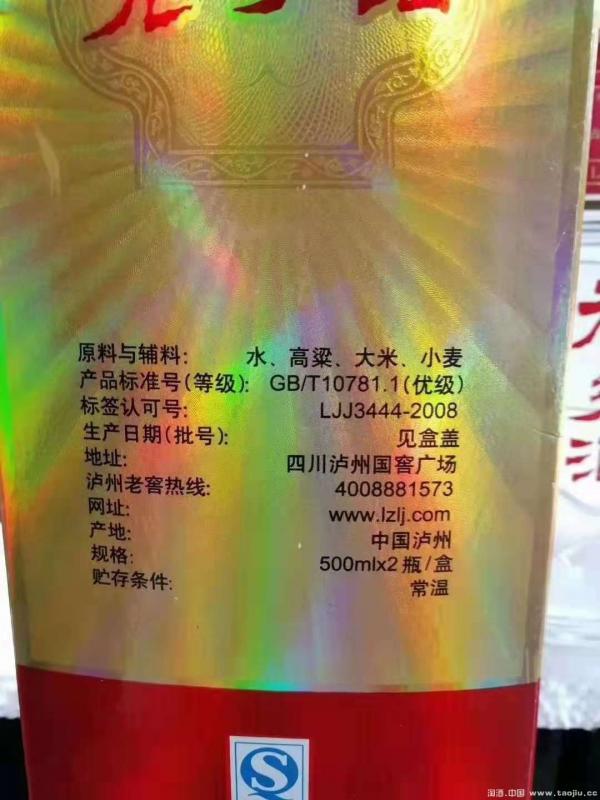 原料与辅料: 水、高粱、大米、小麦
产品标准号(等级): GB/T10781.1(优级)
标签认可号: LJJ3444-2008
生产日期(批号): 见盒盖
地址: 四川泸州国窖广场
泸州老窖热线: 4008881573
网址: www.lzlj.com
产地: 中国泸州
规格: 500mlx2瓶/盒
贮存条件: 常温
淘酒.中国 www.taojiu.cc